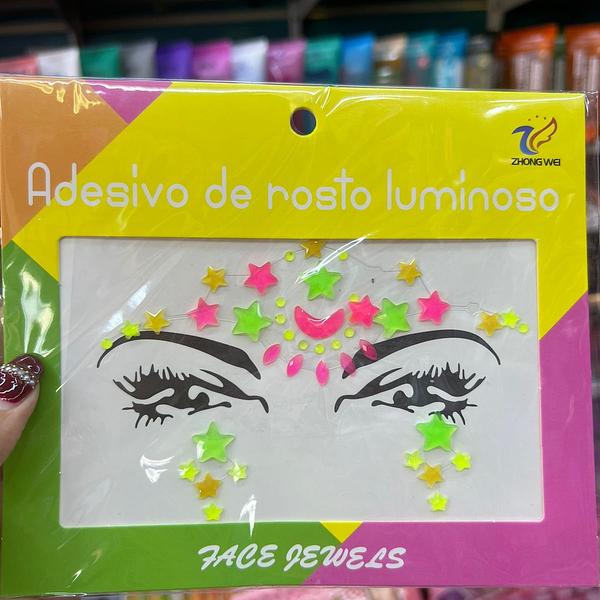 ZHONG WEI
Adesivo de rosto luminoso
FACE JEWELS